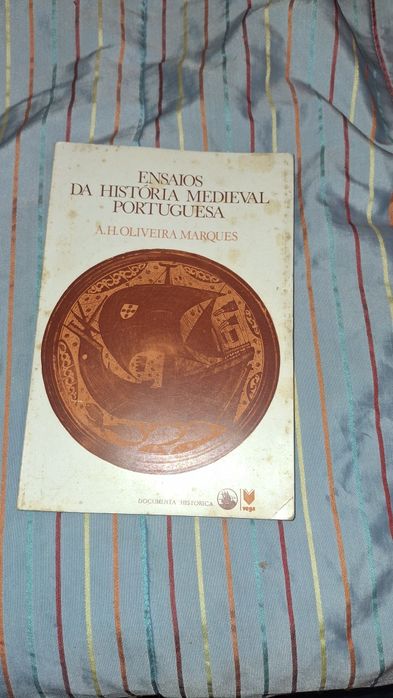 ENSAIOS
DA HISTÓRIA MEDIEVAL
PORTUGUESA
A.H.OLIVEIRA MARQUES
DOCUMENTA HISTORICA
vega